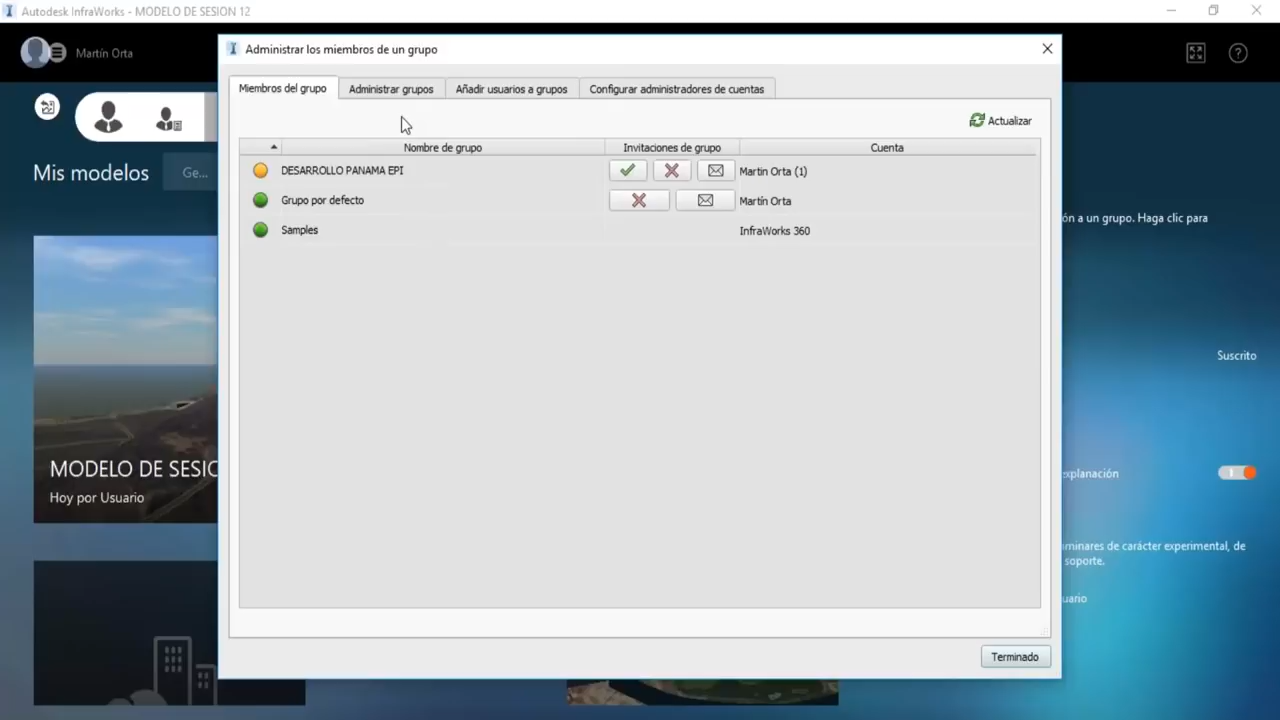 Autodesk InfraWorks - MODELO DE SESION 12
Martín Orta
Administrar los miembros de un grupo
Miembros del grupo
Administrar grupos
Añadir usuarios a grupos
Configurar administradores de cuentas
Actualizar
Nombre de grupo
Invitaciones de grupo
Cuenta
DESARROLLO PANAMA EPI
Martin Orta (1)
Grupo por defecto
Martín Orta
Samples
InfraWorks 360
Terminado
Mis modelos
Ge...
MODELO DE SESIO
Hoy por Usuario
ón a un grupo. Haga clic para
Suscrito
explanación
minares de carácter experimental, de
soporte.
uario